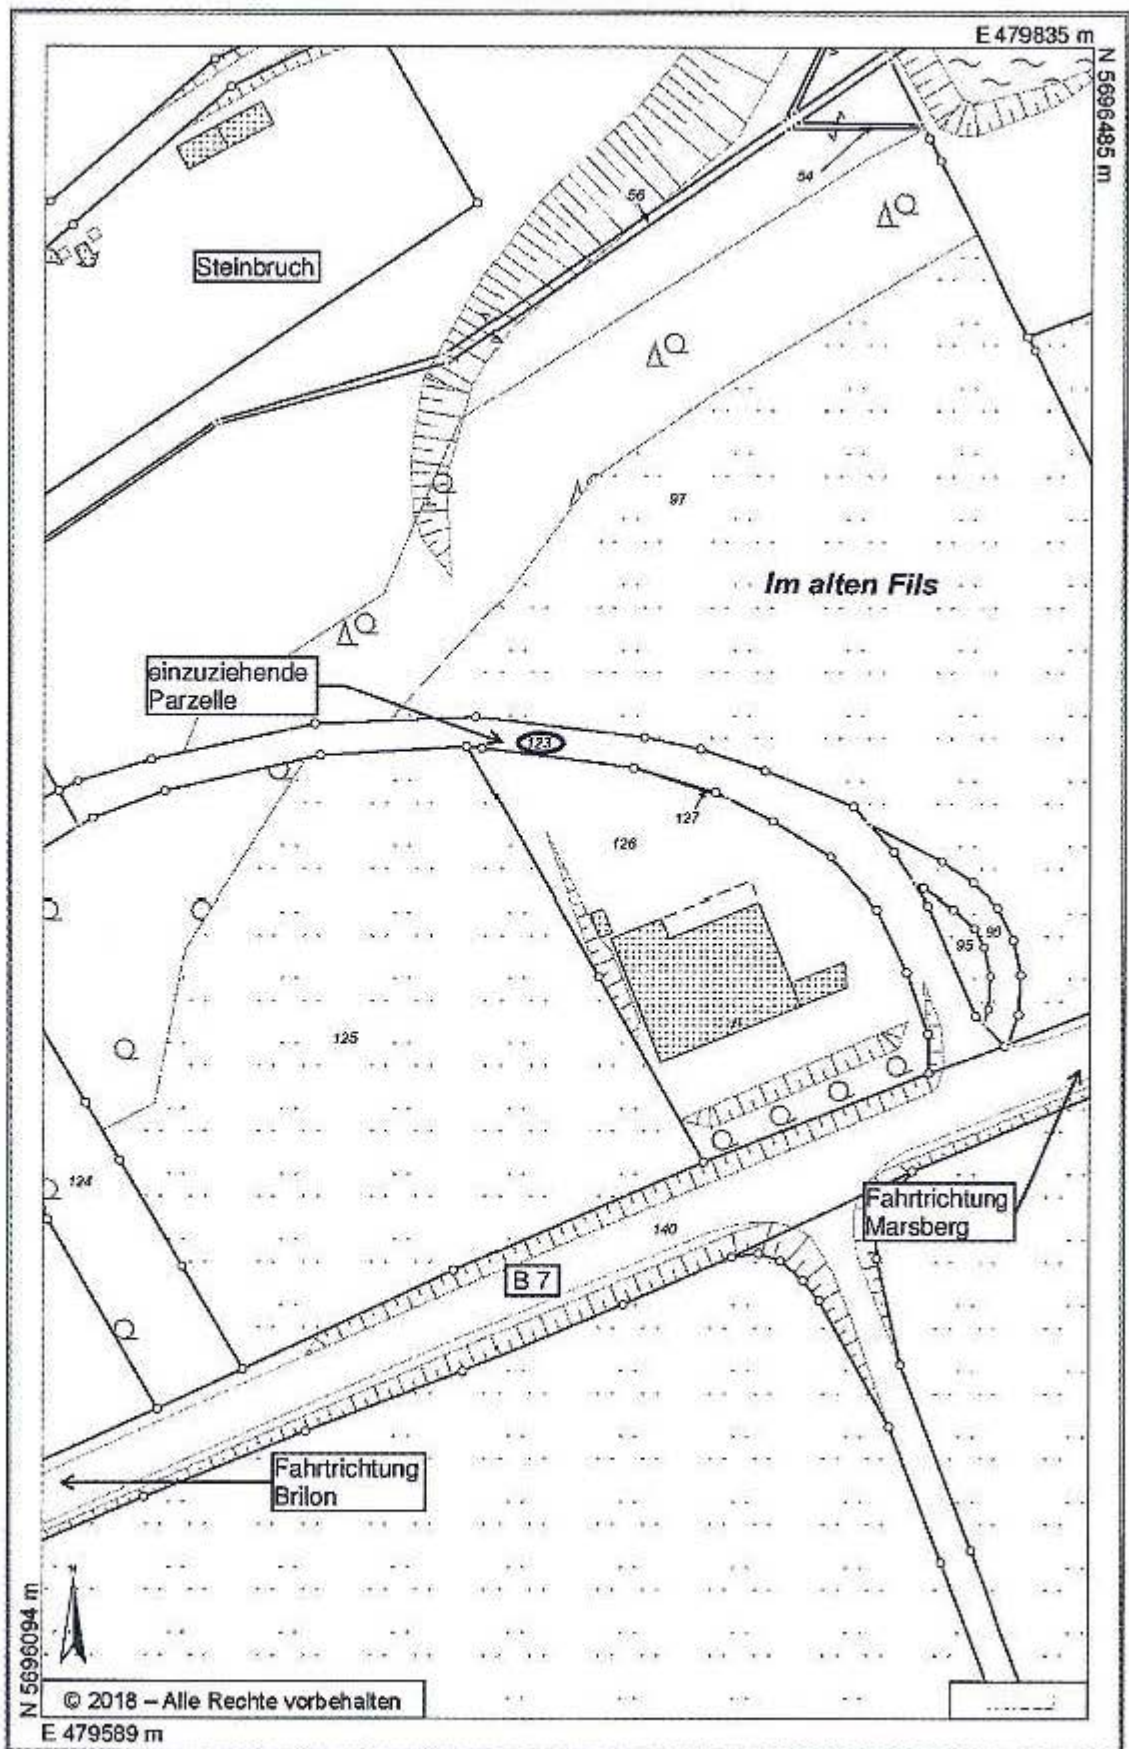 E 479835 m
N 5696485 m
54
56
Steinbruch
97
Im alten Fils
einzuziehende
Parzelle
123
127
126
95
125
124
Fahrtrichtung
Marsberg
140
B 7
Fahrtrichtung
Brilon
N
N 5696094 m
© 2018 – Alle Rechte vorbehalten
E 479589 m